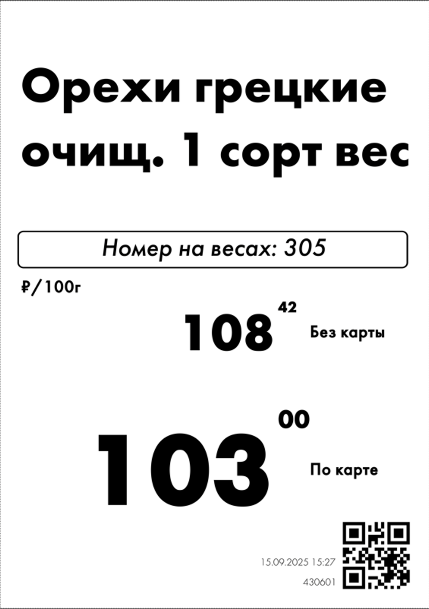 Орехи грецкие
очищ. 1 сорт вес
Номер на весах: 305
₽/100г
108 42 Без карты
103 00 По карте
15.09.2025 15:27
430601